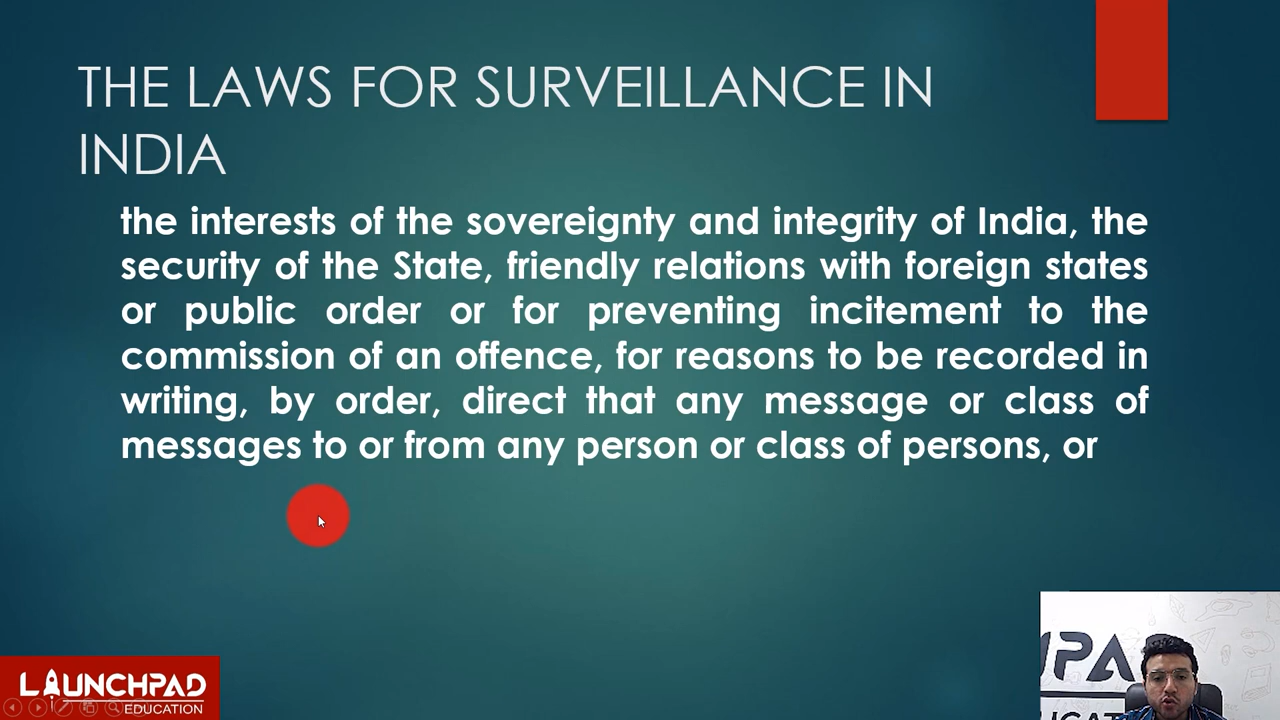 THE LAWS FOR SURVEILLANCE IN
INDIA
the interests of the sovereignty and integrity of India, the
security of the State, friendly relations with foreign states
or public order or for preventing incitement to the
commission of an offence, for reasons to be recorded in
writing, by order, direct that any message or class of
messages to or from any person or class of persons, or
LAUNCHPAD
EDUCATION